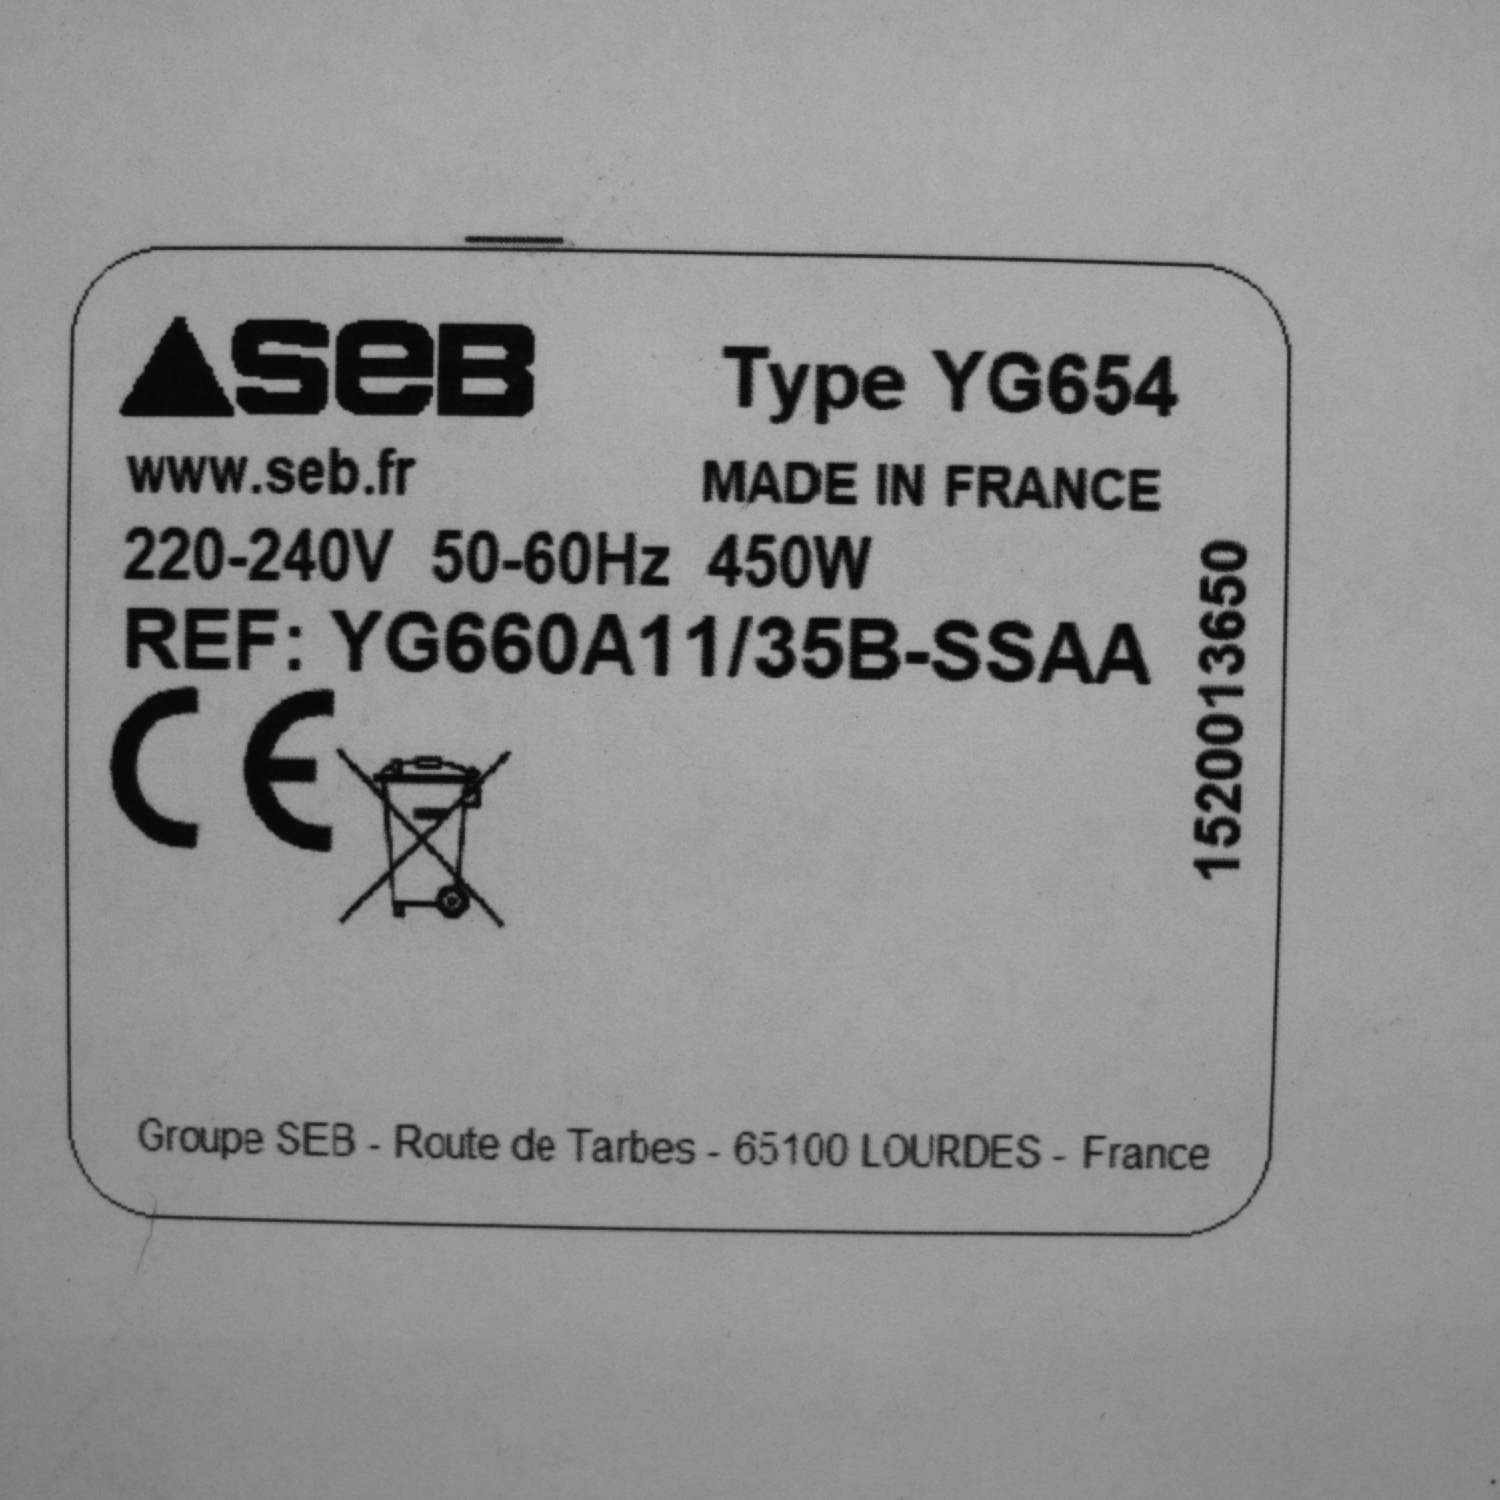 SEB
Type YG654
www.seb.fr
MADE IN FRANCE
220-240V 50-60Hz 450W
REF: YG660A11/35B-SSAA
CE
1520013650
Groupe SEB - Route de Tarbes - 65100 LOURDES - France